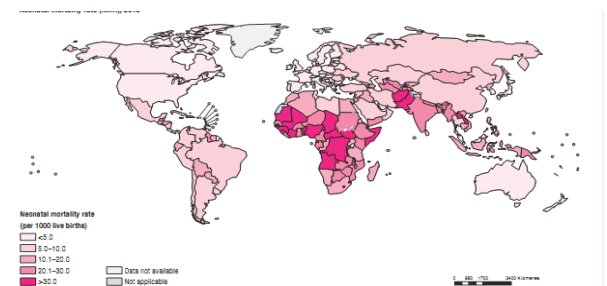 Neonatal mortality rate
(per 1000 live births)
<5.0
5.0–10.0
10.1–20.0
20.1–30.0
>30.0
Data not available
Not applicable
0 850 1700 3400 Kilometres